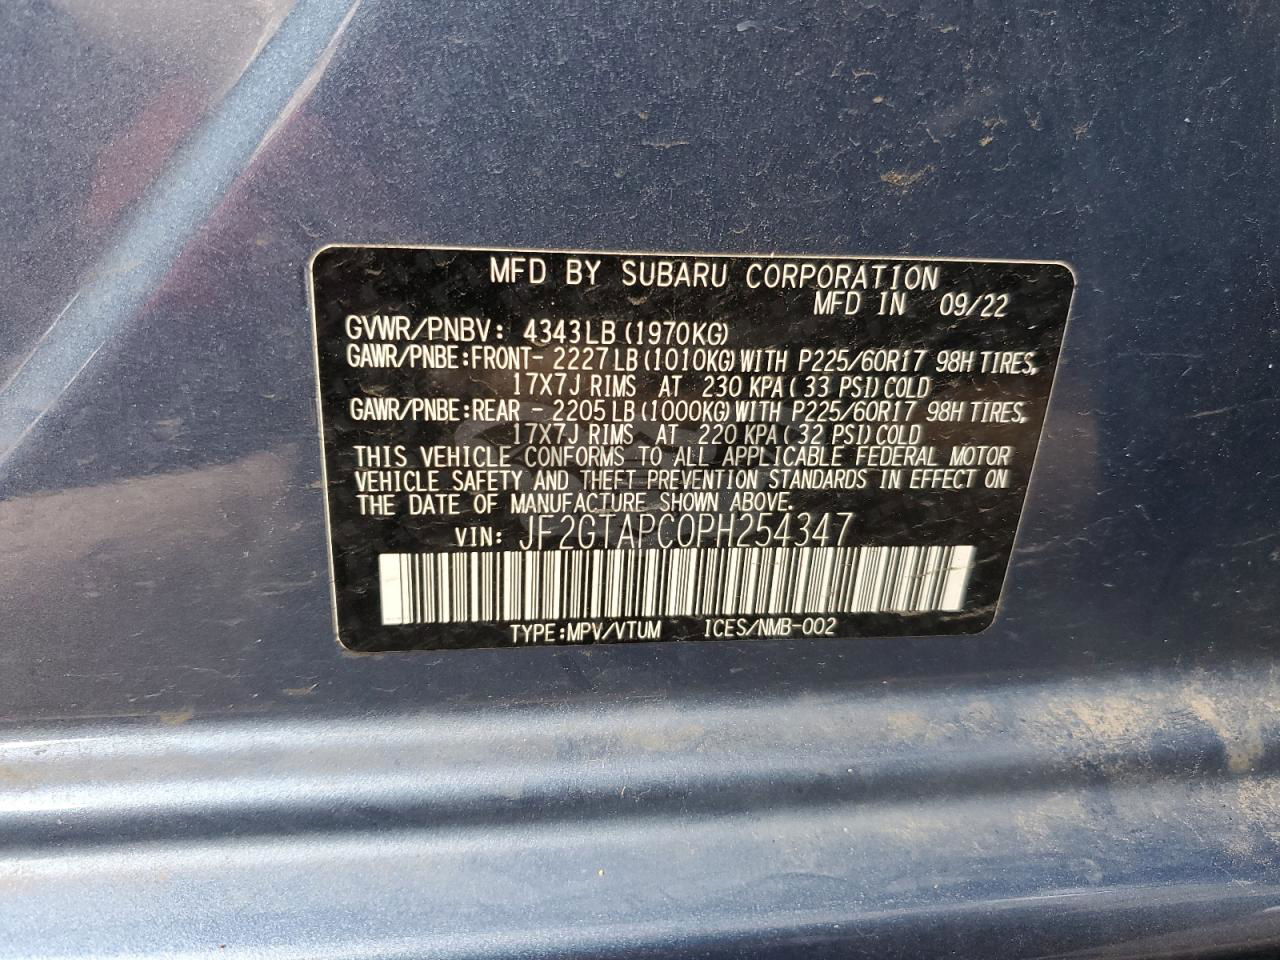 MFD BY SUBARU CORPORATION
MFD IN 09/22
GVWR/PNBV: 4343LB(1970KG)
GAWR/PNBE:FRONT- 2227LB(1010KG)WITH P225/60R17 98H TIRES,
17X7J RIMS AT 230 KPA(33 PSI)COLD
GAWR/PNBE:REAR - 2205LB(1000KG)WITH P225/60R17 98H TIRES,
17X7J RIMS AT 220 KPA(32 PSI)COLD
THIS VEHICLE CONFORMS TO ALL APPLICABLE FEDERAL MOTOR
VEHICLE SAFETY AND THEFT PREVENTION STANDARDS IN EFFECT ON
THE DATE OF MANUFACTURE SHOWN ABOVE.
VIN: JF2GTAPC0PH254347
TYPE:MPV/VTUM ICES/NMB-002